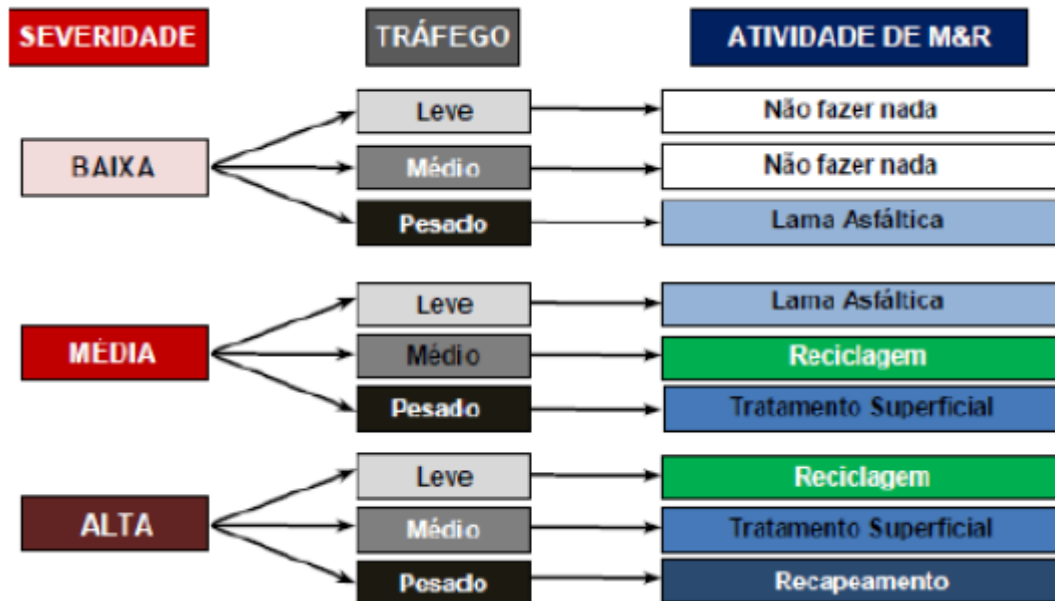 SEVERIDADE TRÁFEGO ATIVIDADE DE M&R
BAIXA
Leve Não fazer nada
Médio Não fazer nada
Pesado Lama Asfáltica
MÉDIA
Leve Lama Asfáltica
Médio Reciclagem
Pesado Tratamento Superficial
ALTA
Leve Reciclagem
Médio Tratamento Superficial
Pesado Recapeamento